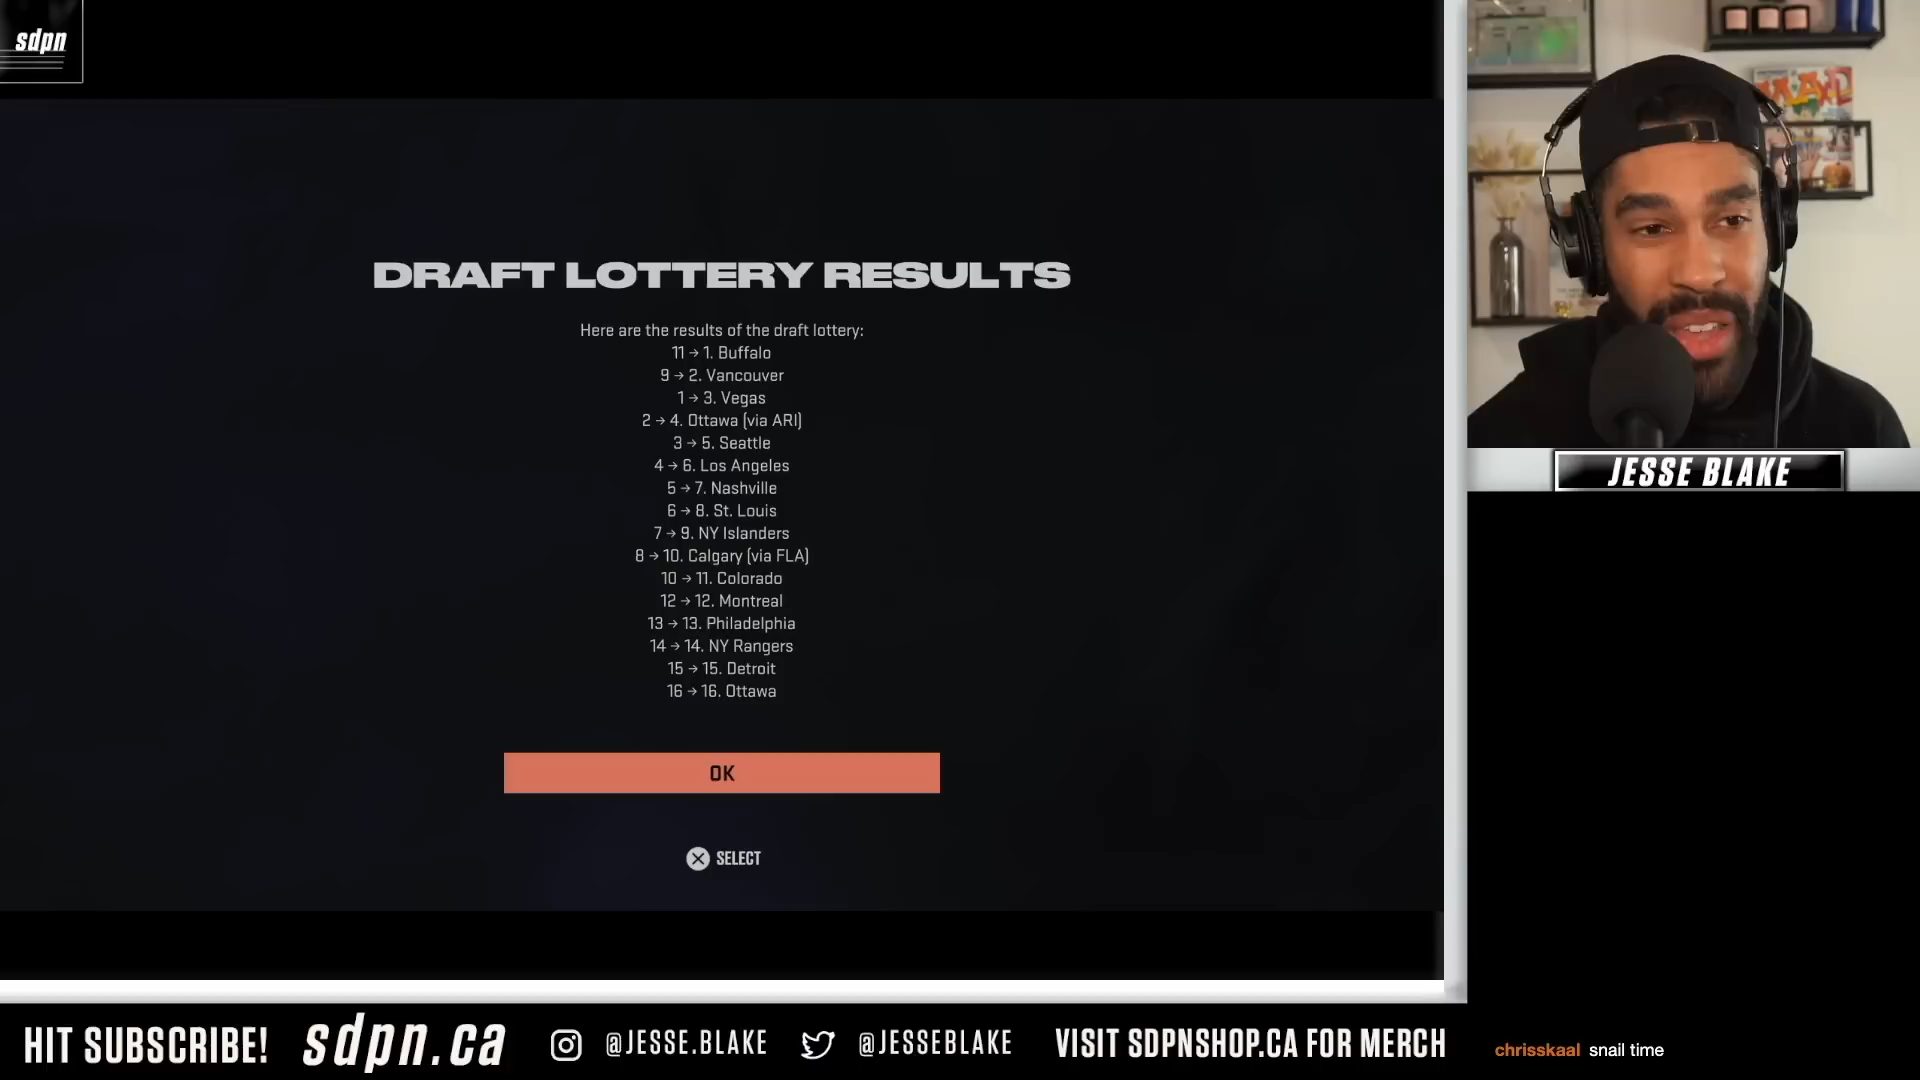 sdpn
MAD
DRAFT LOTTERY RESULTS
Here are the results of the draft lottery:
11 → 1. Buffalo
9 → 2. Vancouver
1 → 3. Vegas
2 → 4. Ottawa (via ARI)
3 → 5. Seattle
4 → 6. Los Angeles
5 → 7. Nashville
6 → 8. St. Louis
7 → 9. NY Islanders
8 → 10. Calgary (via FLA)
10 → 11. Colorado
12 → 12. Montreal
13 → 13. Philadelphia
14 → 14. NY Rangers
15 → 15. Detroit
16 → 16. Ottawa
OK
SELECT
JESSE BLAKE
HIT SUBSCRIBE! sdpn.ca @JESSE.BLAKE @JESSEBLAKE VISIT SDPNSHOP.CA FOR MERCH
chrisskaal snail time